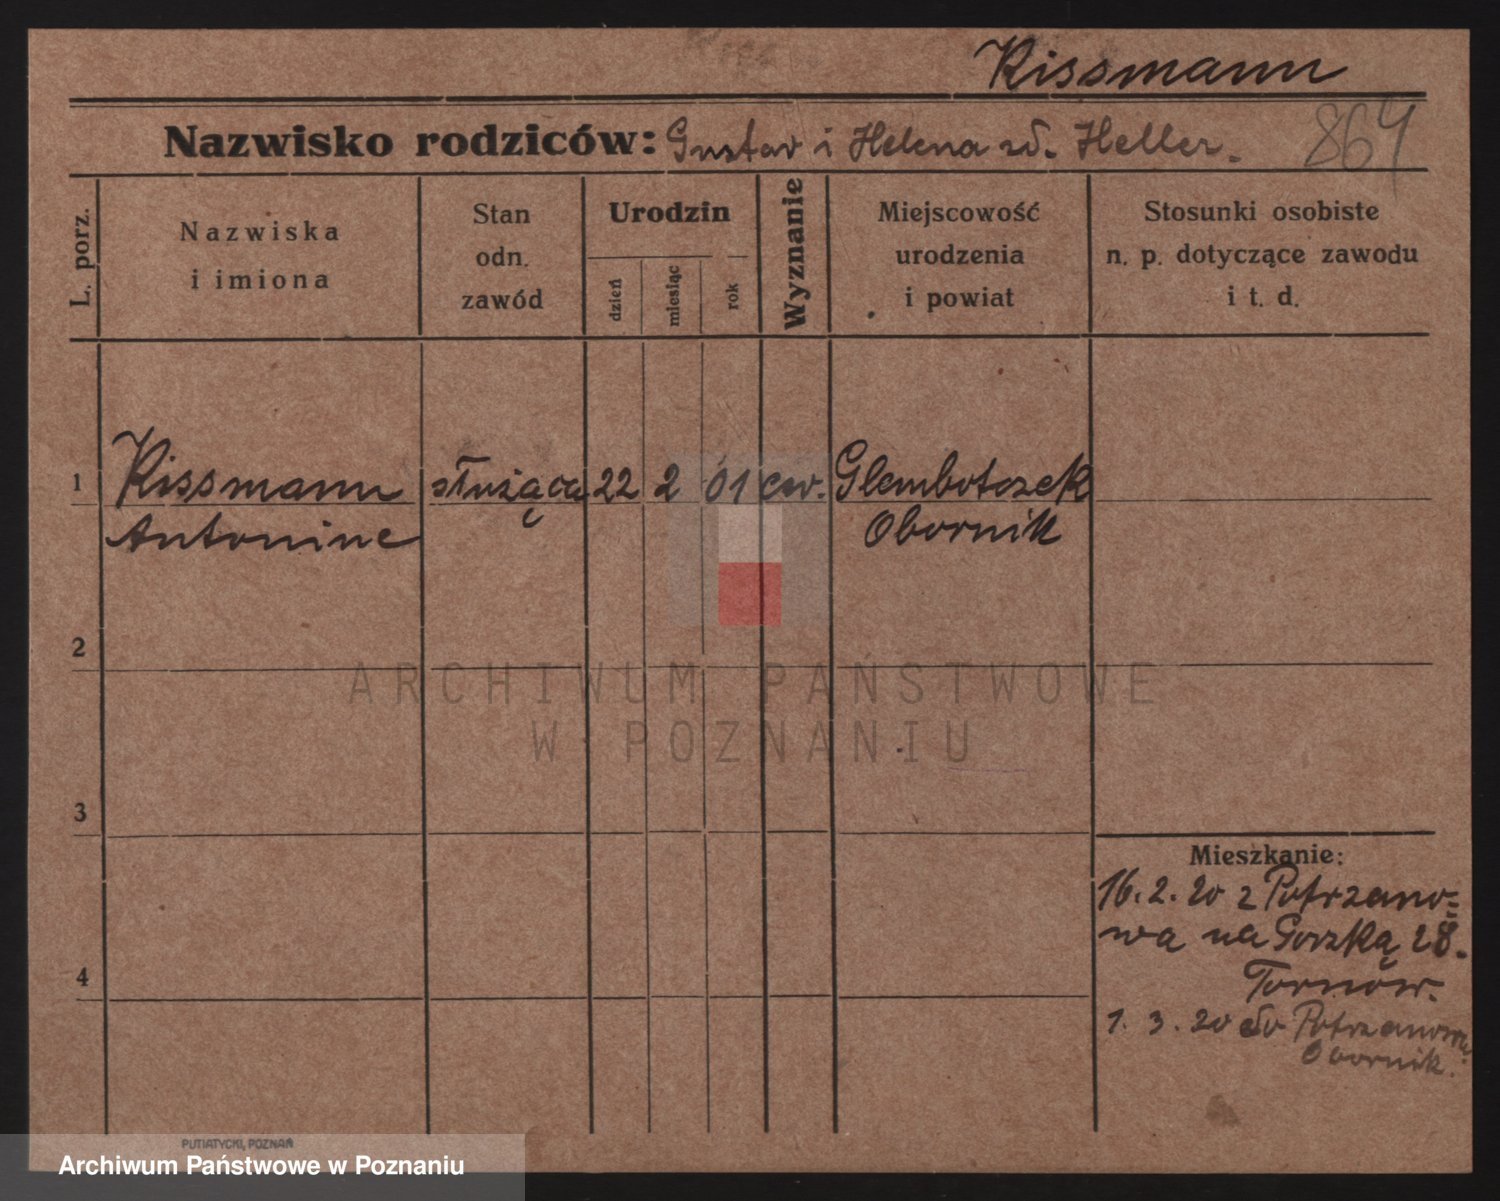 Kissmann
Nazwisko rodziców: Gustav i Helena zd. Heller.
864
L. porz.
Nazwiska
i imiona
Stan
odn.
zawód
Urodzin
dzień
miesiąc
rok
Wyznanie
Miejscowość
urodzenia
i powiat
Stosunki osobiste
n. p. dotyczące zawodu
i t. d.
1
Kissmann
Antonine
służąca
22
2
01
ew.
Glembotszek
Obornik
2
3
4
ARCHIWUM PAŃSTWOWE
W POZNANIU
Mieszkanie:
16. 2. 20 z Potrzano=
wa na 28.
1. 3. 20 do Potrzanowa
Obornik.
PUTIATYCKI, POZNAŃ
Archiwum Państwowe w Poznaniu